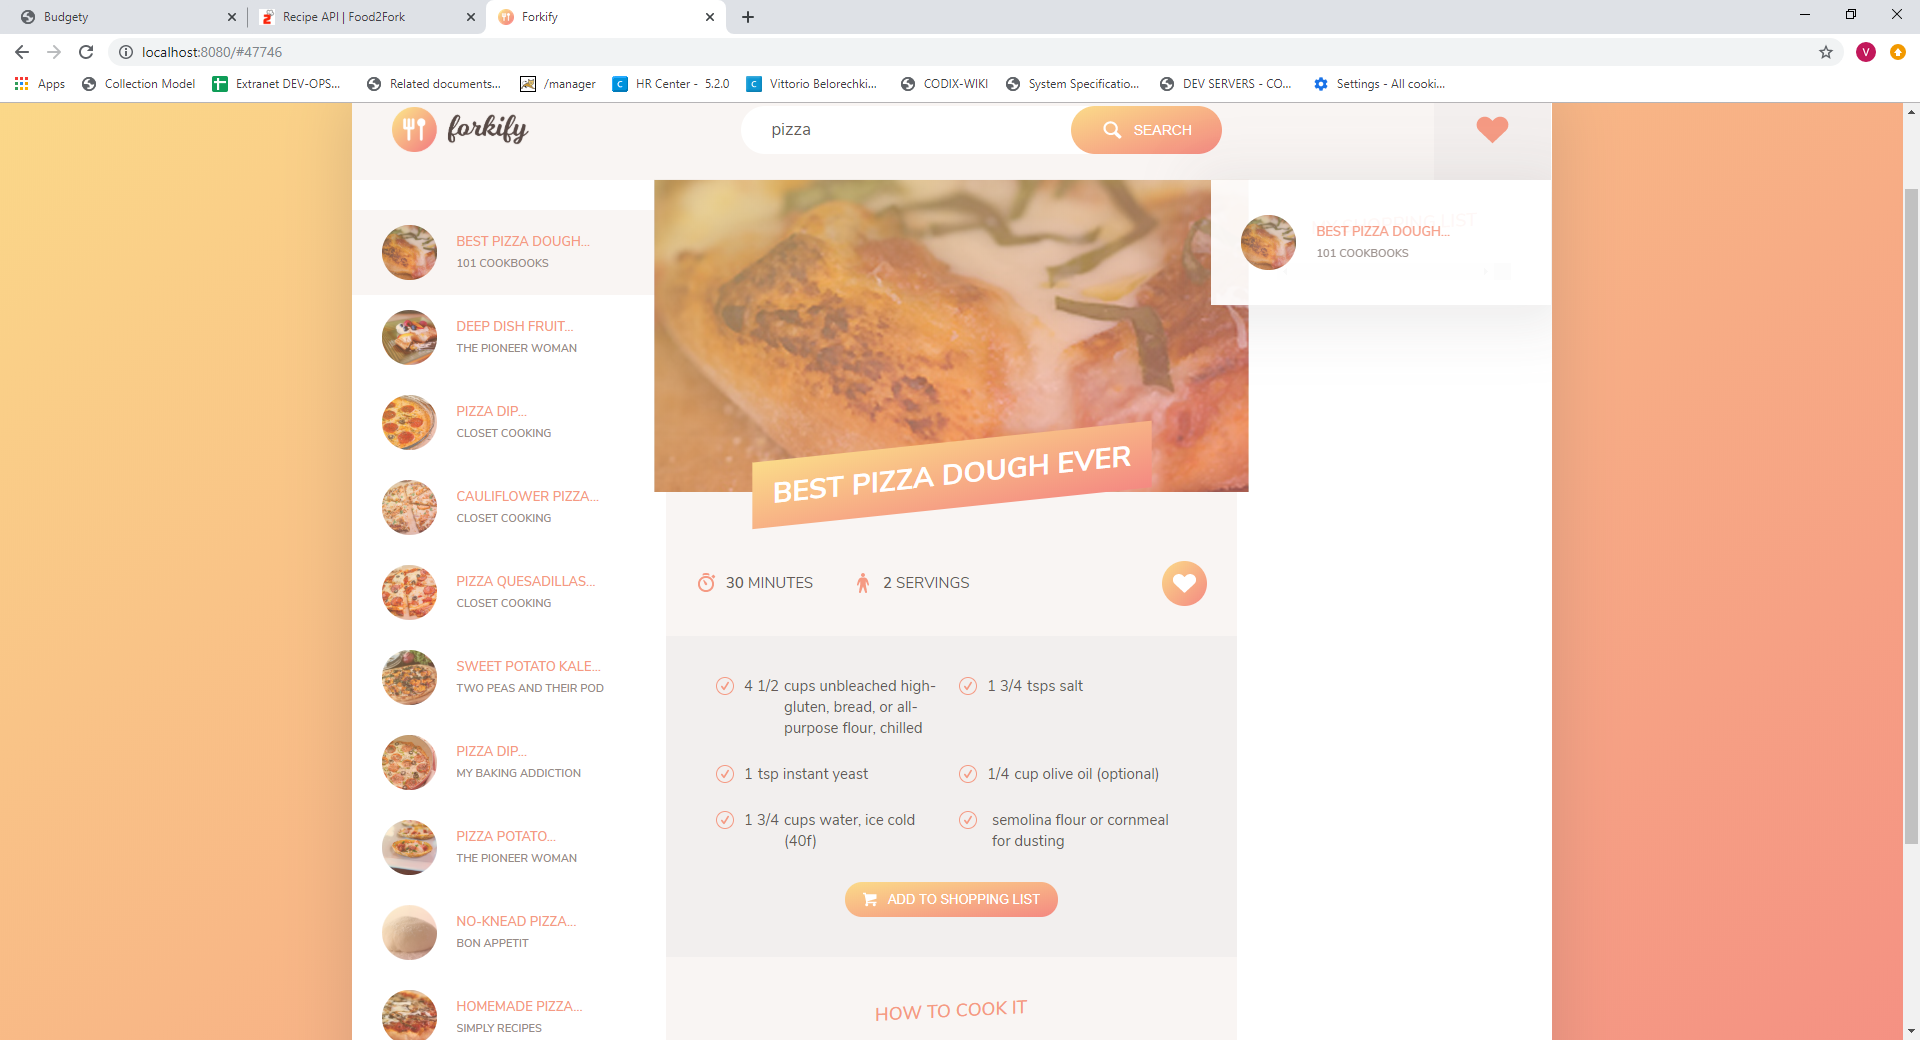 Budgety
Recipe API | Food2Fork
Forkify
localhost:8080/#47746
V
Apps
Collection Model
Extranet DEV-OPS...
Related documents...
/manager
HR Center - 5.2.0
Vittorio Belorechki...
CODIX-WIKI
System Specificatio...
DEV SERVERS - CO...
Settings - All cooki...
forkify
pizza
SEARCH
BEST PIZZA DOUGH...
101 COOKBOOKS
DEEP DISH FRUIT...
THE PIONEER WOMAN
PIZZA DIP...
CLOSET COOKING
CAULIFLOWER PIZZA...
CLOSET COOKING
PIZZA QUESADILLAS...
CLOSET COOKING
SWEET POTATO KALE...
TWO PEAS AND THEIR POD
PIZZA DIP...
MY BAKING ADDICTION
PIZZA POTATO...
THE PIONEER WOMAN
NO-KNEAD PIZZA...
BON APPETIT
HOMEMADE PIZZA...
SIMPLY RECIPES
BEST PIZZA DOUGH EVER
30 MINUTES
2 SERVINGS
4 1/2 cups unbleached high-
gluten, bread, or all-
purpose flour, chilled
1 3/4 tsps salt
1 tsp instant yeast
1/4 cup olive oil (optional)
1 3/4 cups water, ice cold
(40f)
semolina flour or cornmeal
for dusting
ADD TO SHOPPING LIST
HOW TO COOK IT
SHOPPING LIST
BEST PIZZA DOUGH...
101 COOKBOOKS